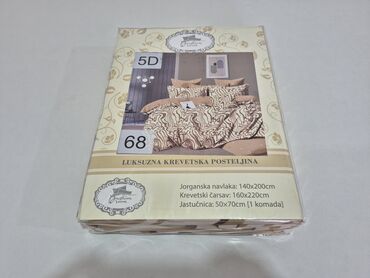 5D
68
LUKSUZNA KREVETSKA POSTELJINA
Jorganska navlaka: 140x200cm
Krevetski čaršav: 160x220cm
Jastučnica: 50x70cm [1 komada]